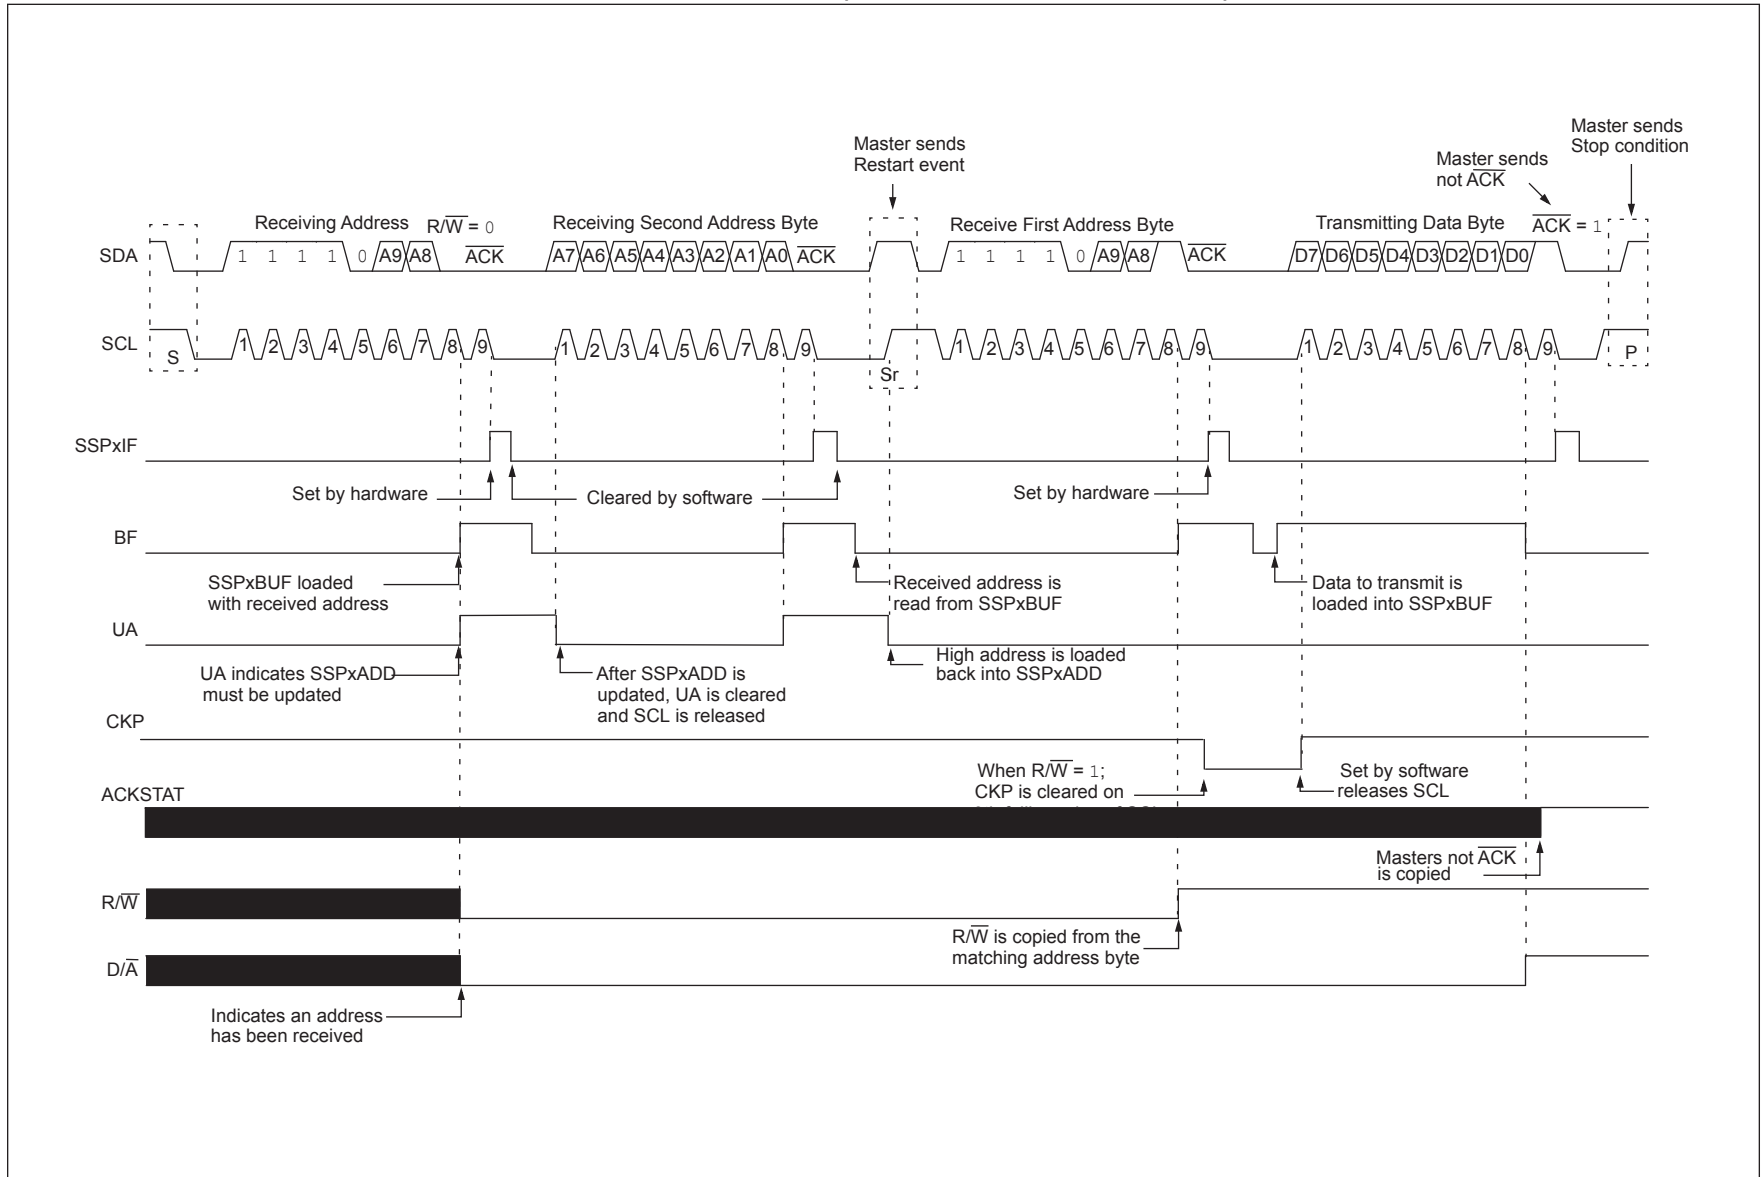 Master sends
Restart event
Master sends
not ACK
Master sends
Stop condition
Receiving Address R/W = 0
Receiving Second Address Byte
Receive First Address Byte
Transmitting Data Byte
ACK = 1
SDA
1 1 1 1 0 A9 A8 ACK
A7 A6 A5 A4 A3 A2 A1 A0 ACK
1 1 1 1 0 A9 A8 ACK
D7 D6 D5 D4 D3 D2 D1 D0
SCL
S
1 2 3 4 5 6 7 8 9
1 2 3 4 5 6 7 8 9
Sr
1 2 3 4 5 6 7 8 9
1 2 3 4 5 6 7 8 9
P
SSPxIF
Set by hardware
Cleared by software
Set by hardware
BF
SSPxBUF loaded
with received address
Received address is
read from SSPxBUF
Data to transmit is
loaded into SSPxBUF
UA
UA indicates SSPxADD
must be updated
After SSPxADD is
updated, UA is cleared
and SCL is released
High address is loaded
back into SSPxADD
CKP
When R/W = 1;
CKP is cleared on
Set by software
releases SCL
ACKSTAT
Masters not ACK
is copied
R/W
R/W is copied from the
matching address byte
D/A
Indicates an address
has been received